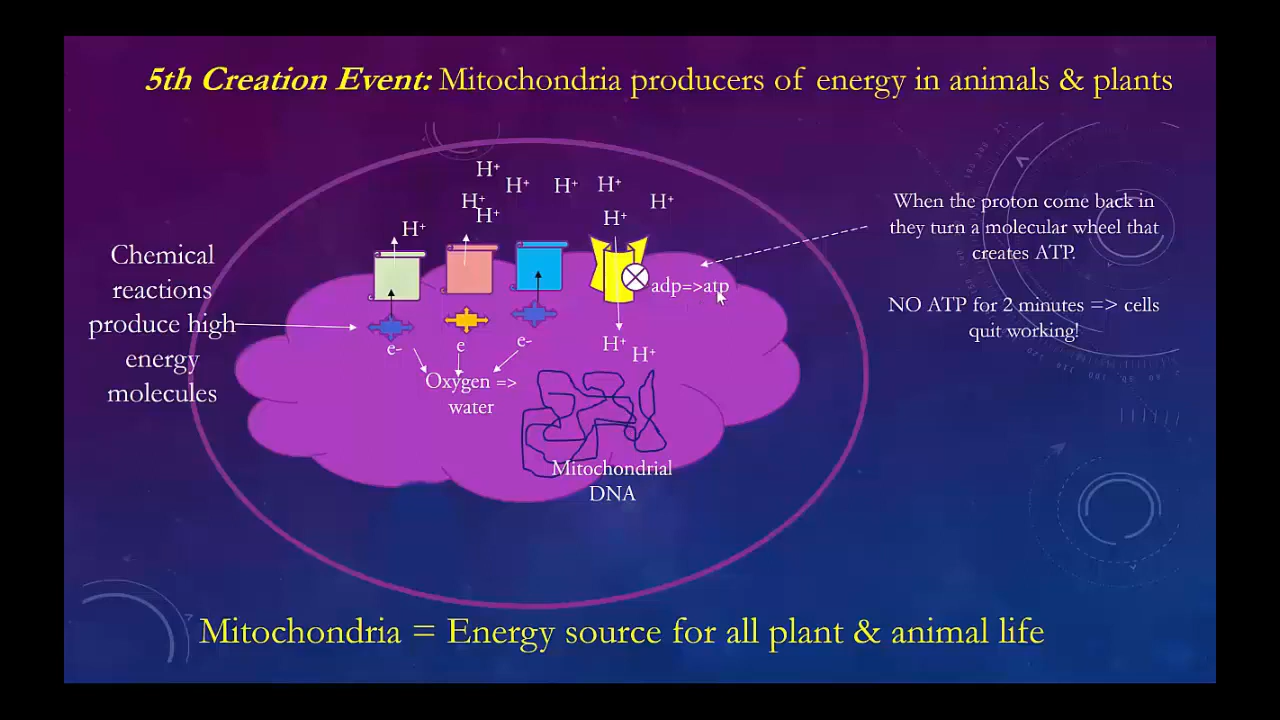 5th Creation Event: Mitochondria producers of energy in animals & plants
H⁺
H⁺ H⁺ H⁺
H⁺ H⁺
H⁺ H⁺
H⁺
When the proton come back in
they turn a molecular wheel that
creates ATP.
NO ATP for 2 minutes => cells
quit working!
Chemical
reactions
produce high
energy
molecules
adp=>atp
e- e e-
H⁺ H⁺
Oxygen =>
water
Mitochondrial
DNA
Mitochondria = Energy source for all plant & animal life